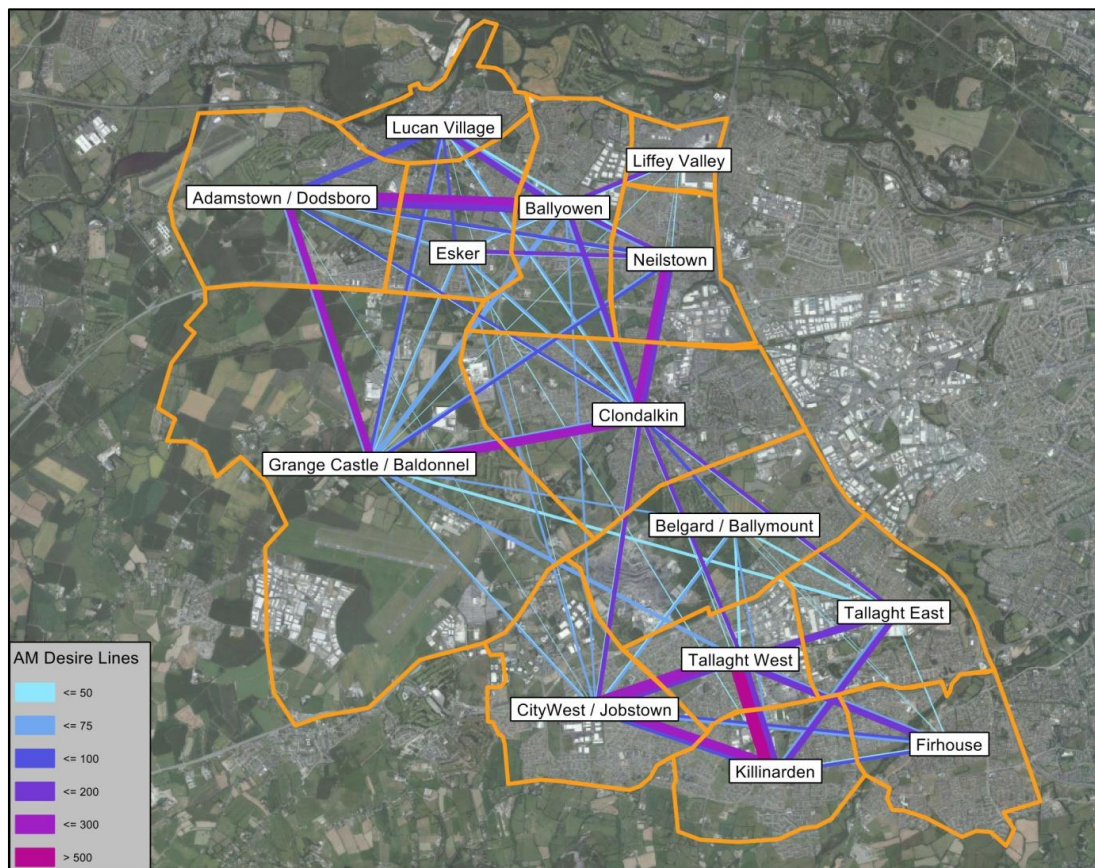 Lucan Village
Liffey Valley
Adamstown / Dodsboro
Ballyowen
Esker
Neilstown
Clondalkin
Grange Castle / Baldonnel
Belgard / Ballymount
Tallaght East
Tallaght West
CityWest / Jobstown
Firhouse
Killinarden
AM Desire Lines
<= 50
<= 75
<= 100
<= 200
<= 300
> 500